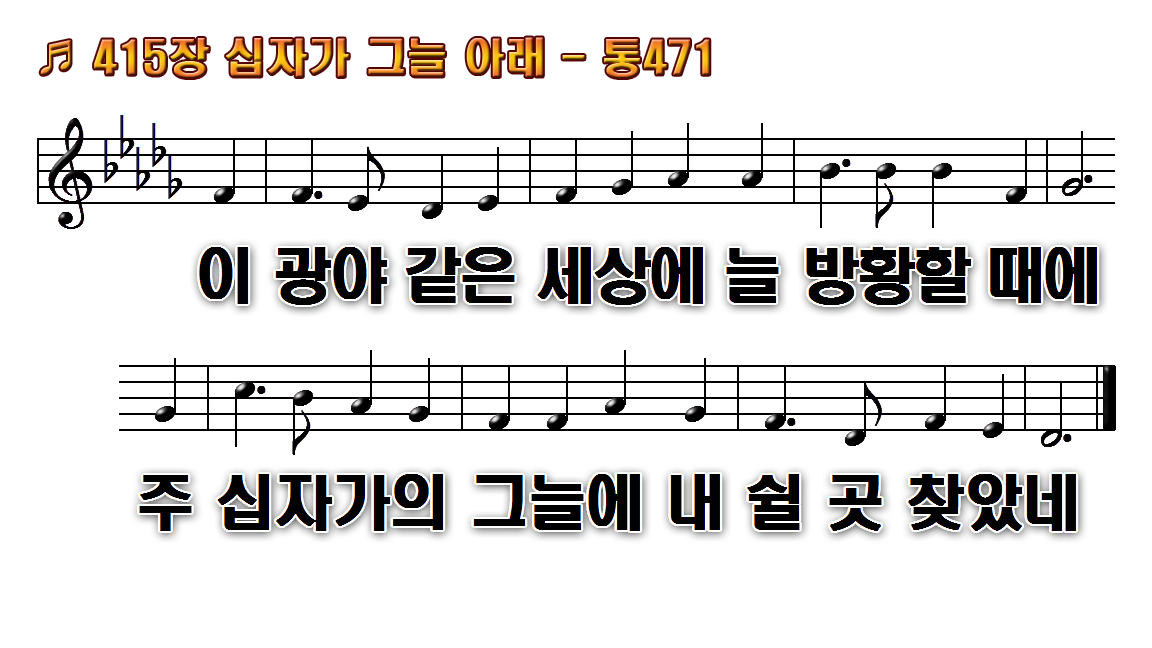 ♬ 415장 십자가 그늘 아래 - 통471
이 광야 같은 세상에 늘 방황할 때에
주 십자가의 그늘에 내 쉴 곳 찾았네